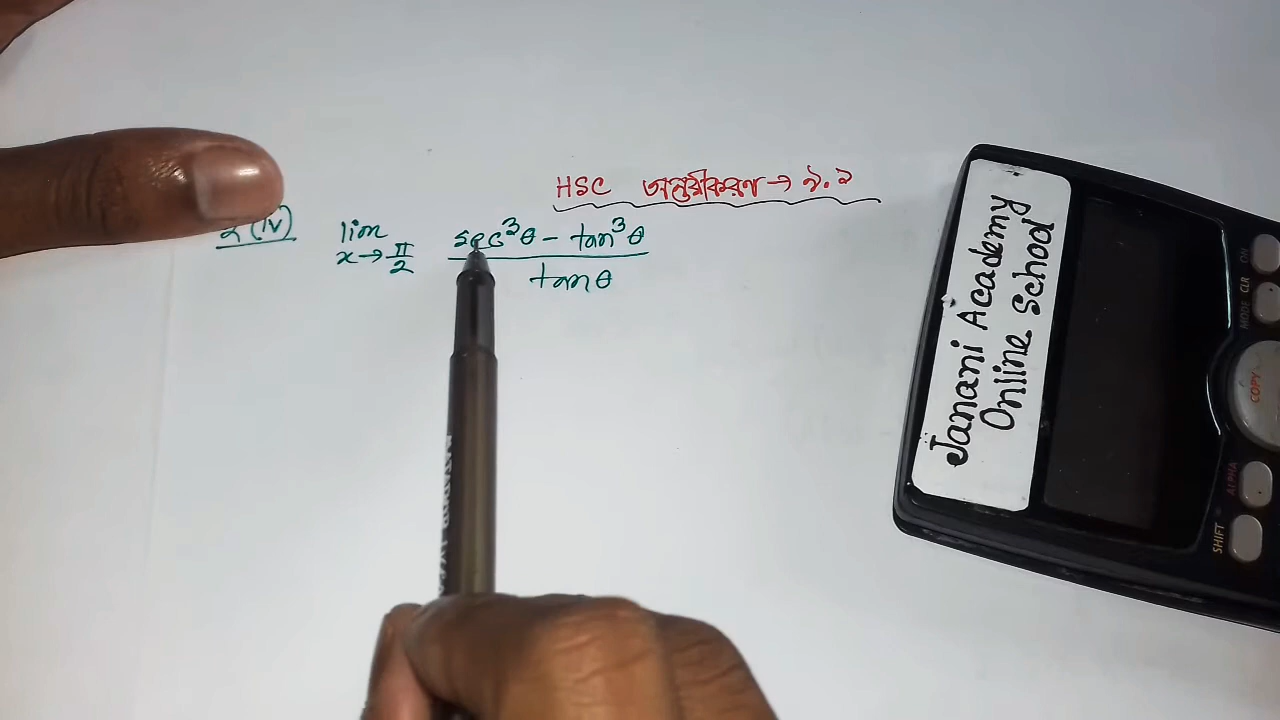 HSC অন্তরীকরণ → ৯.২
২ (iv) lim x→π/2 sec³θ − tan³θ / tanθ
Janani Academy
Online School
ON
MODE CLR
COPY
ALPHA
SHIFT